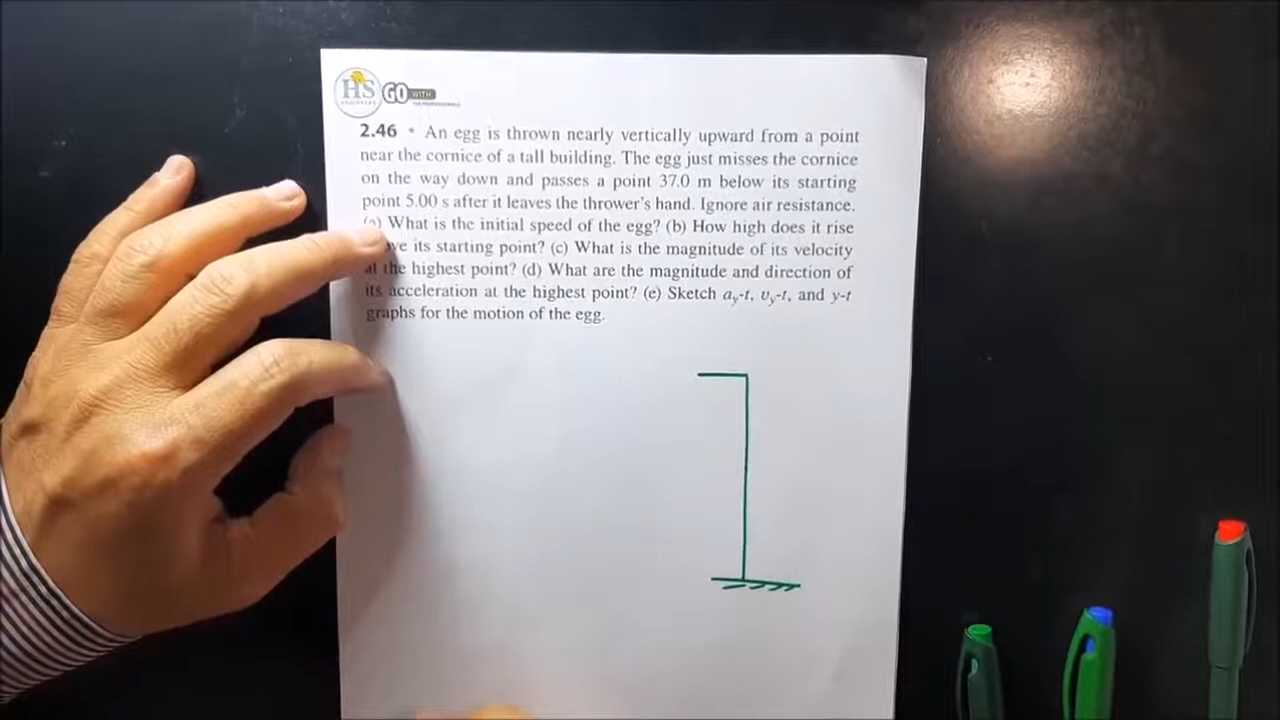 HS
ENGINEERS
GO WITH
2.46 • An egg is thrown nearly vertically upward from a point
near the cornice of a tall building. The egg just misses the cornice
on the way down and passes a point 37.0 m below its starting
point 5.00 s after it leaves the thrower's hand. Ignore air resistance.
(a) What is the initial speed of the egg? (b) How high does it rise
its starting point? (c) What is the magnitude of its velocity
at the highest point? (d) What are the magnitude and direction of
its acceleration at the highest point? (e) Sketch ay-t, vy-t, and y-t
graphs for the motion of the egg.